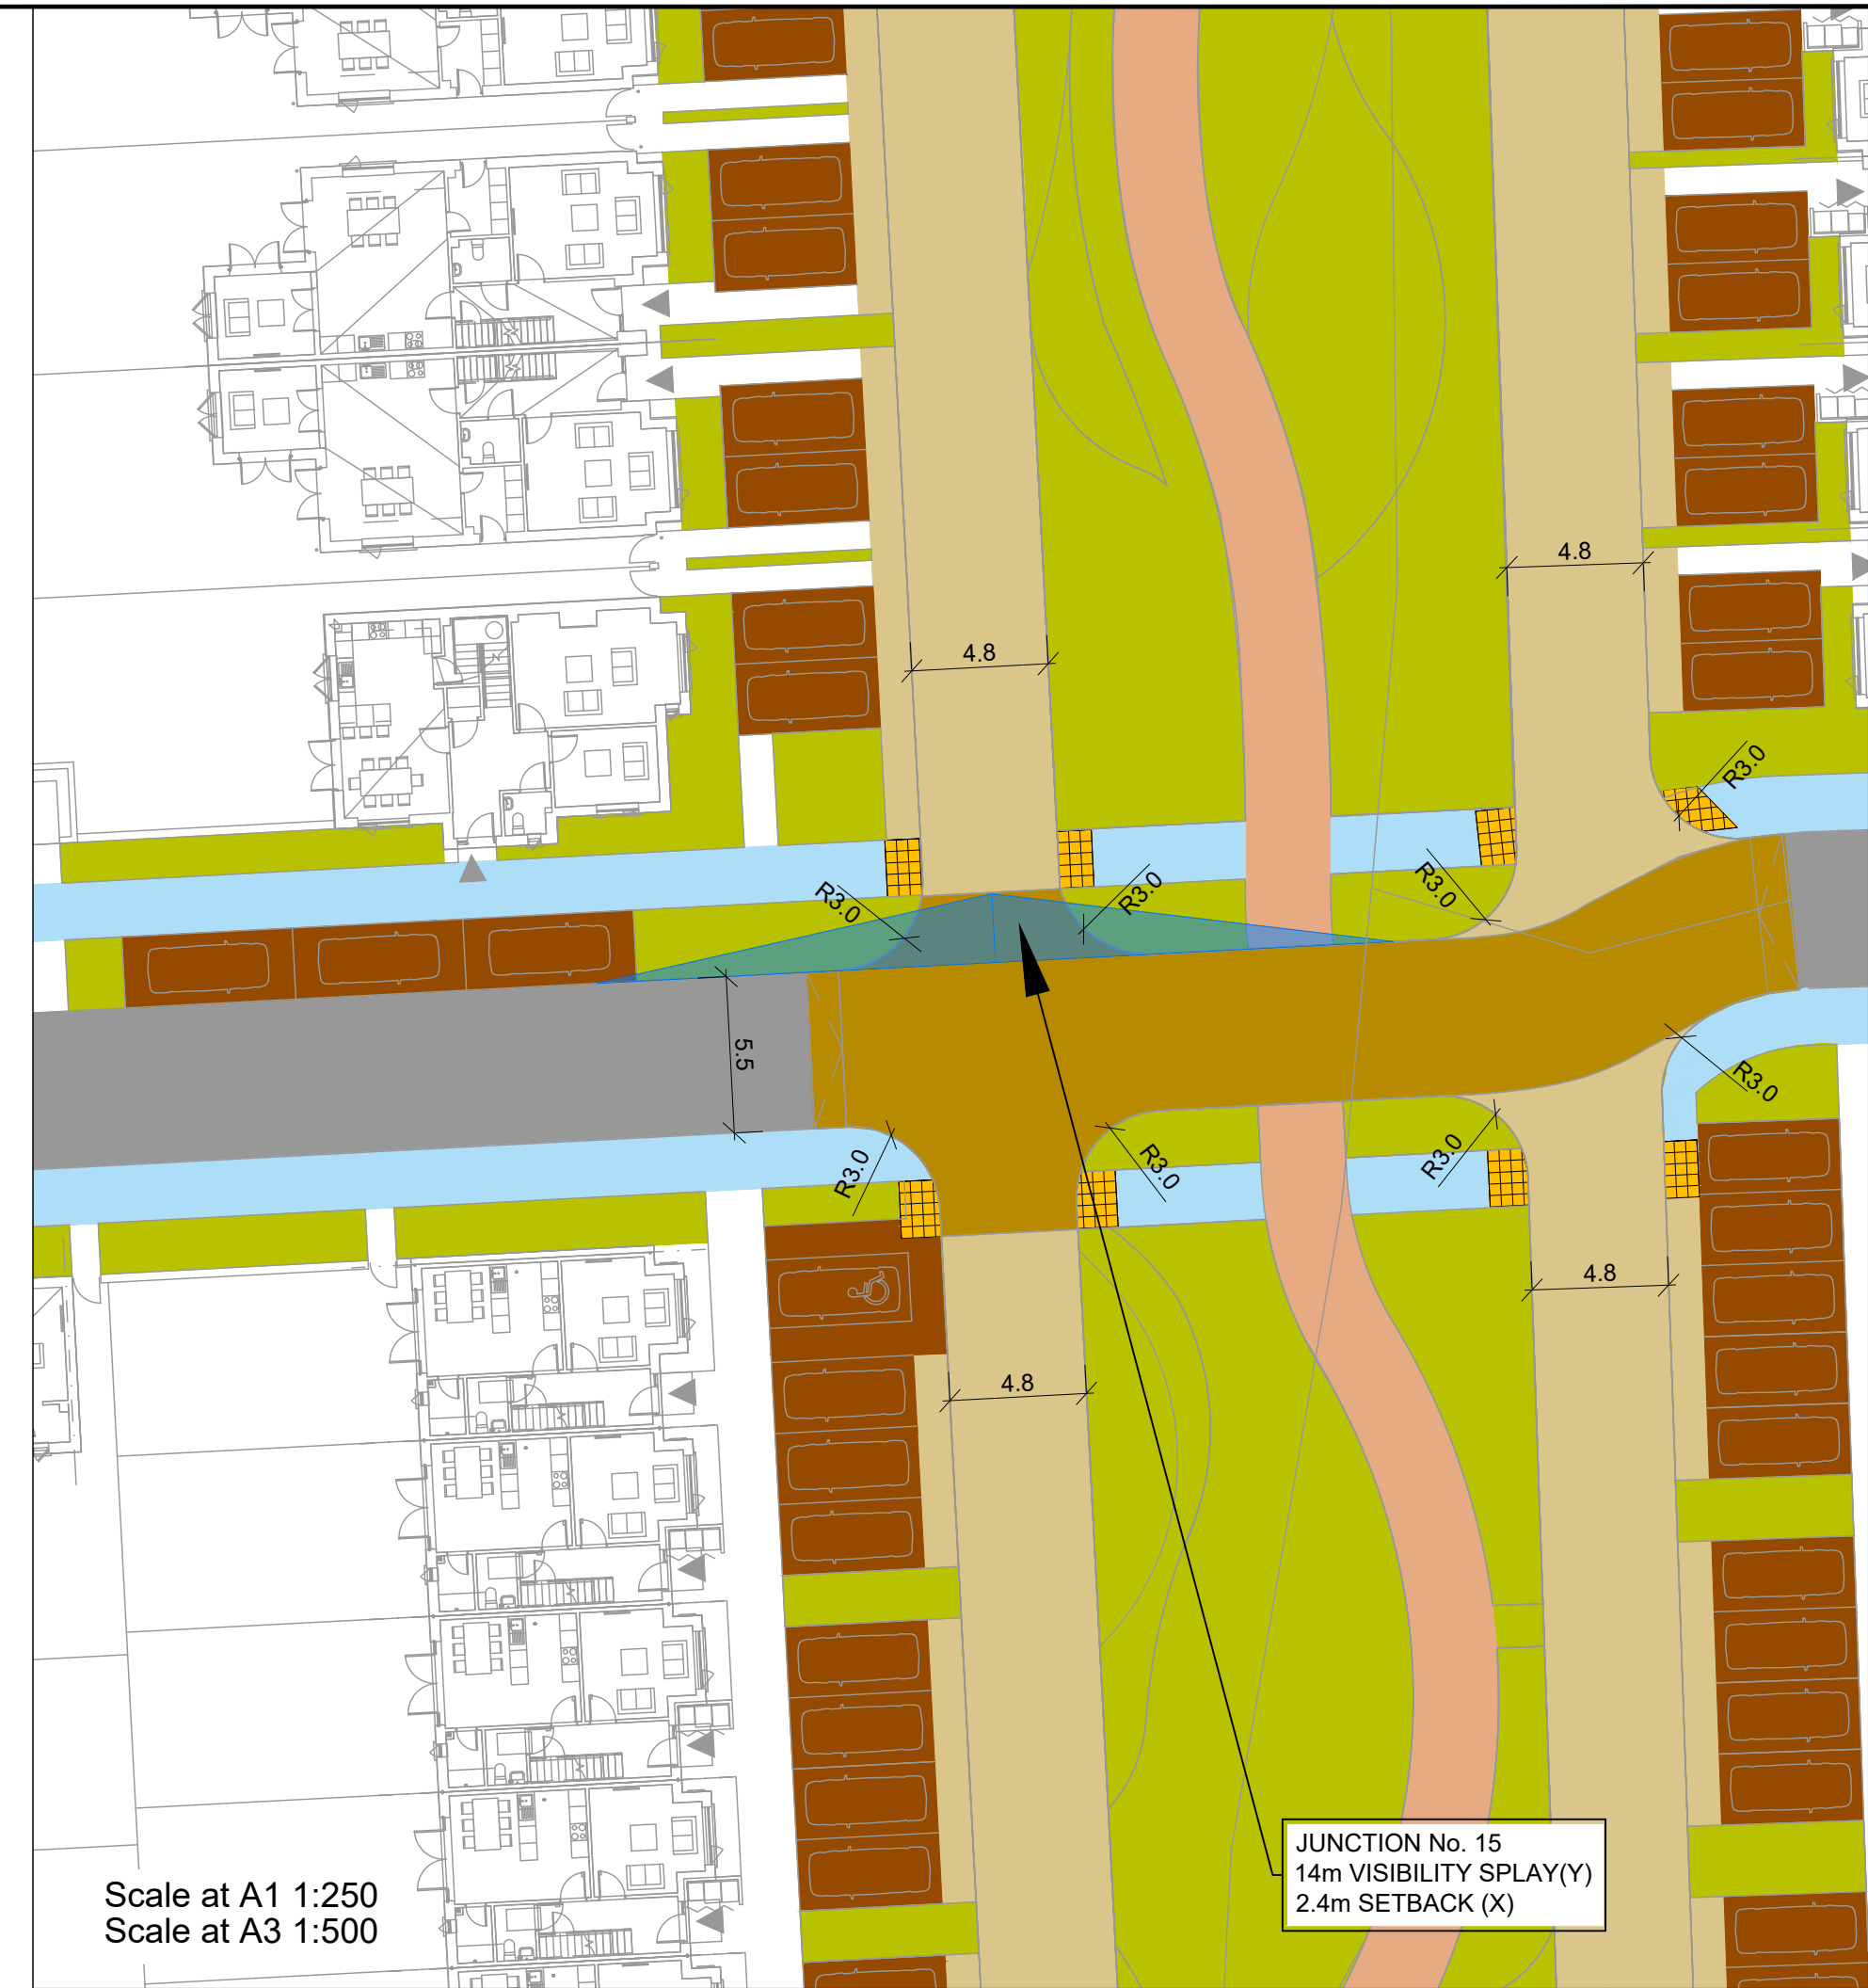 4.8
4.8
R3.0
R3.0
R3.0
R3.0
5.5
R3.0
R3.0
R3.0
R3.0
4.8
4.8
JUNCTION No. 15
14m VISIBILITY SPLAY(Y)
2.4m SETBACK (X)
Scale at A1 1:250
Scale at A3 1:500